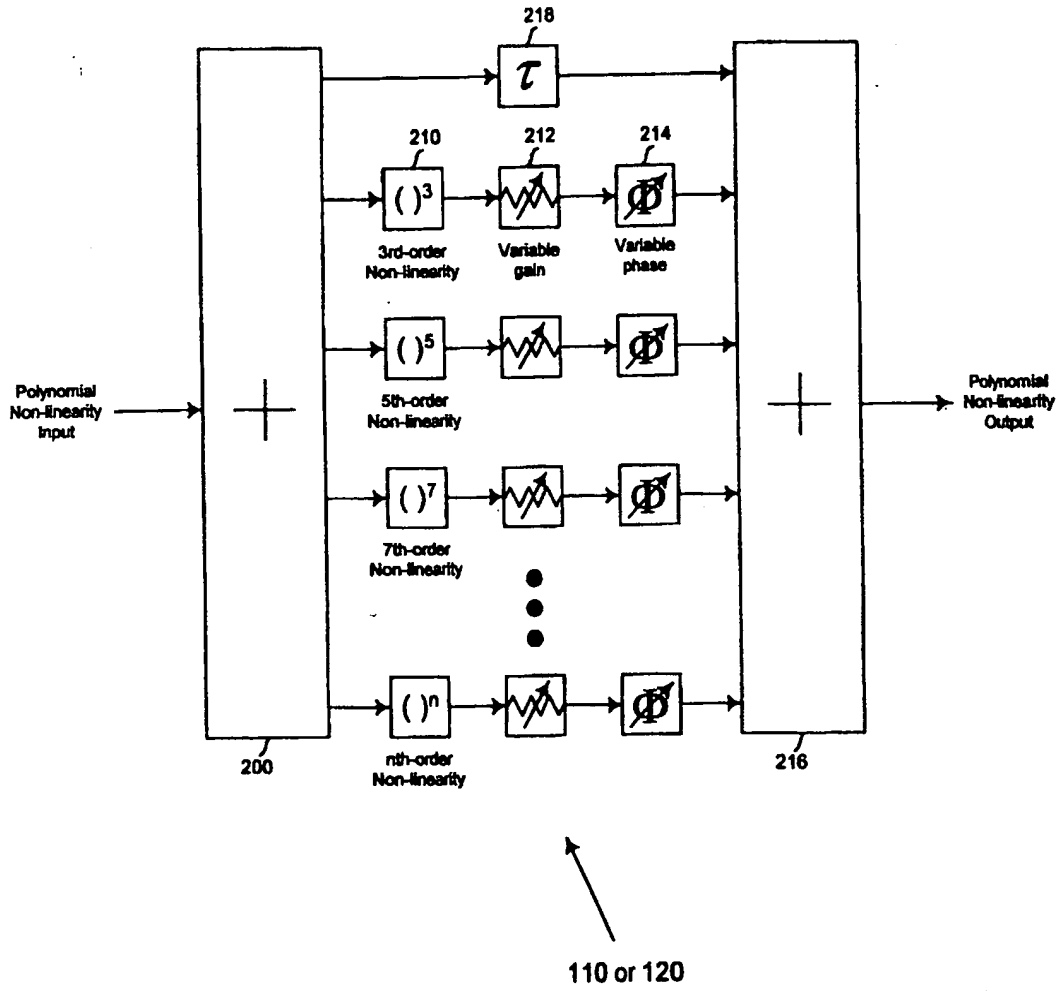 218
τ
210
212
214
( )³
Φ
3rd-order
Non-linearity
Variable
gain
Variable
phase
( )⁵
Φ
5th-order
Non-linearity
Polynomial
Non-linearity
Input
+
+
Polynomial
Non-linearity
Output
( )⁷
Φ
7th-order
Non-linearity
( )ⁿ
Φ
nth-order
Non-linearity
200
216
110 or 120